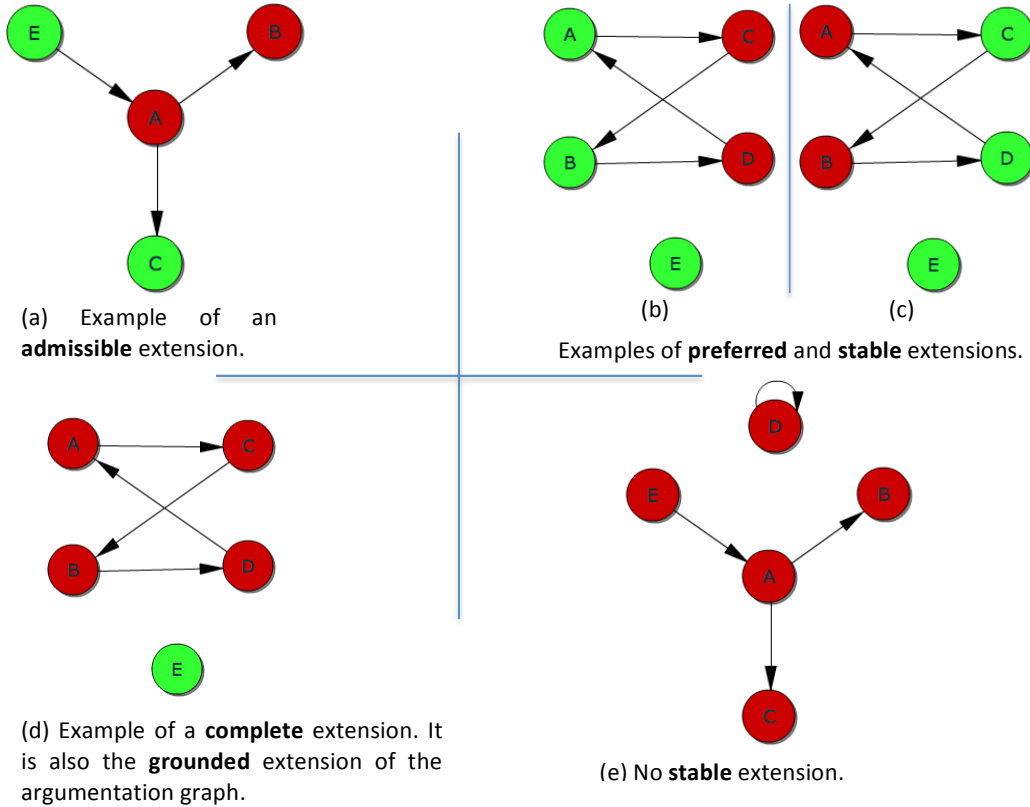 E
B
A
C
(a) Example of an
admissible extension.
A
C
B
D
E
(b)
A
C
B
D
E
(c)
Examples of preferred and stable extensions.
A
C
B
D
E
(d) Example of a complete extension. It
is also the grounded extension of the
argumentation graph.
D
E
B
A
C
(e) No stable extension.